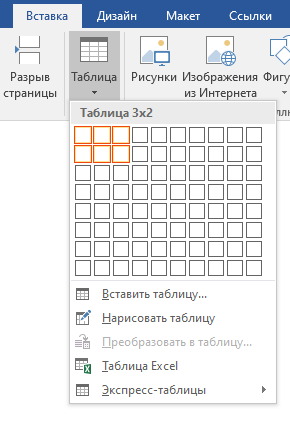 Вставка Дизайн Макет Ссылки
Разрыв страницы
Таблица
Рисунки
Изображения из Интернета
Фигу
Таблица 3x2
Вставить таблицу...
Нарисовать таблицу
Преобразовать в таблицу...
Таблица Excel
Экспресс-таблицы